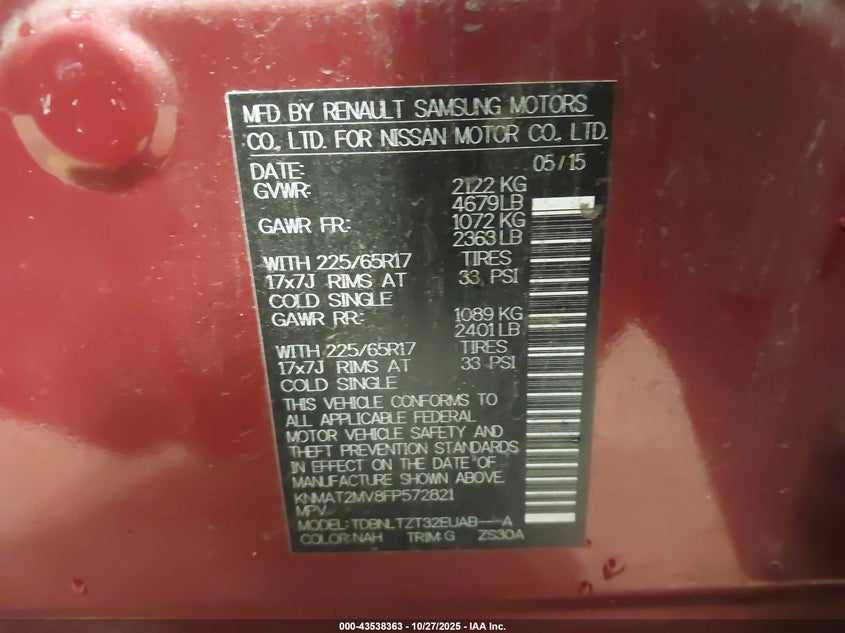 MFD. BY RENAULT SAMSUNG MOTORS
CO., LTD. FOR NISSAN MOTOR CO., LTD.
DATE: 05/15
GVWR: 2122 KG
4679 LB
GAWR FR: 1072 KG
2363 LB
WITH 225/65R17 TIRES
17x7J RIMS AT 33 PSI
COLD SINGLE
GAWR RR: 1089 KG
2401 LB
WITH 225/65R17 TIRES
17x7J RIMS AT 33 PSI
COLD SINGLE
THIS VEHICLE CONFORMS TO
ALL APPLICABLE FEDERAL
MOTOR VEHICLE SAFETY AND
THEFT PREVENTION STANDARDS
IN EFFECT ON THE DATE OF
MANUFACTURE SHOWN ABOVE.
KNMAT2MV8FP572821
MPV
MODEL: TDBNLTZT32EUAB---A
COLOR: NAH TRIM: G ZS30A
000-43538363 - 10/27/2025 - IAA Inc.